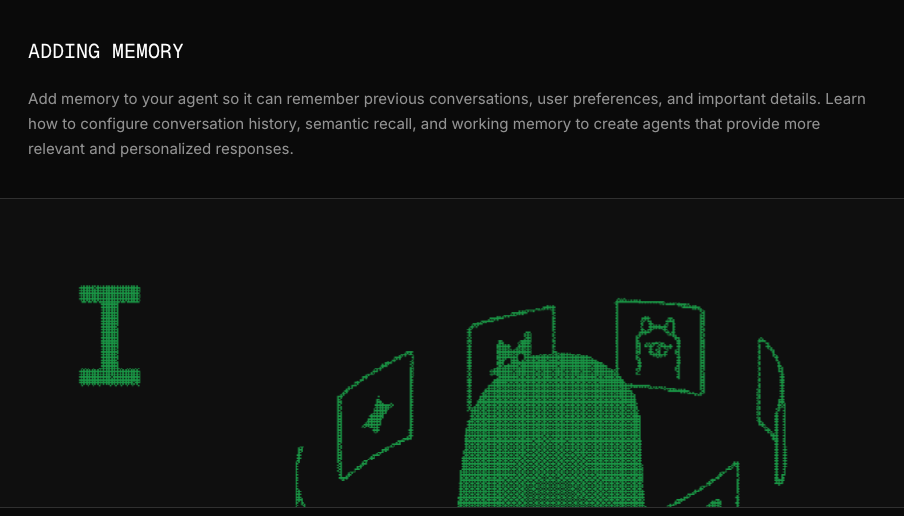 ADDING MEMORY
Add memory to your agent so it can remember previous conversations, user preferences, and important details. Learn
how to configure conversation history, semantic recall, and working memory to create agents that provide more
relevant and personalized responses.
I